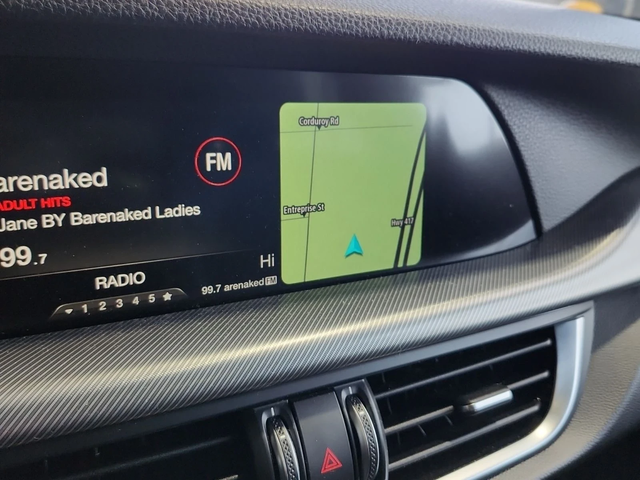 arenaked
FM
ADULT HITS
Jane BY Barenaked Ladies
99.7
RADIO
1 2 3 4 5
Hi
99.7 arenaked FM
Corduroy Rd
Entreprise St
Hwy 417